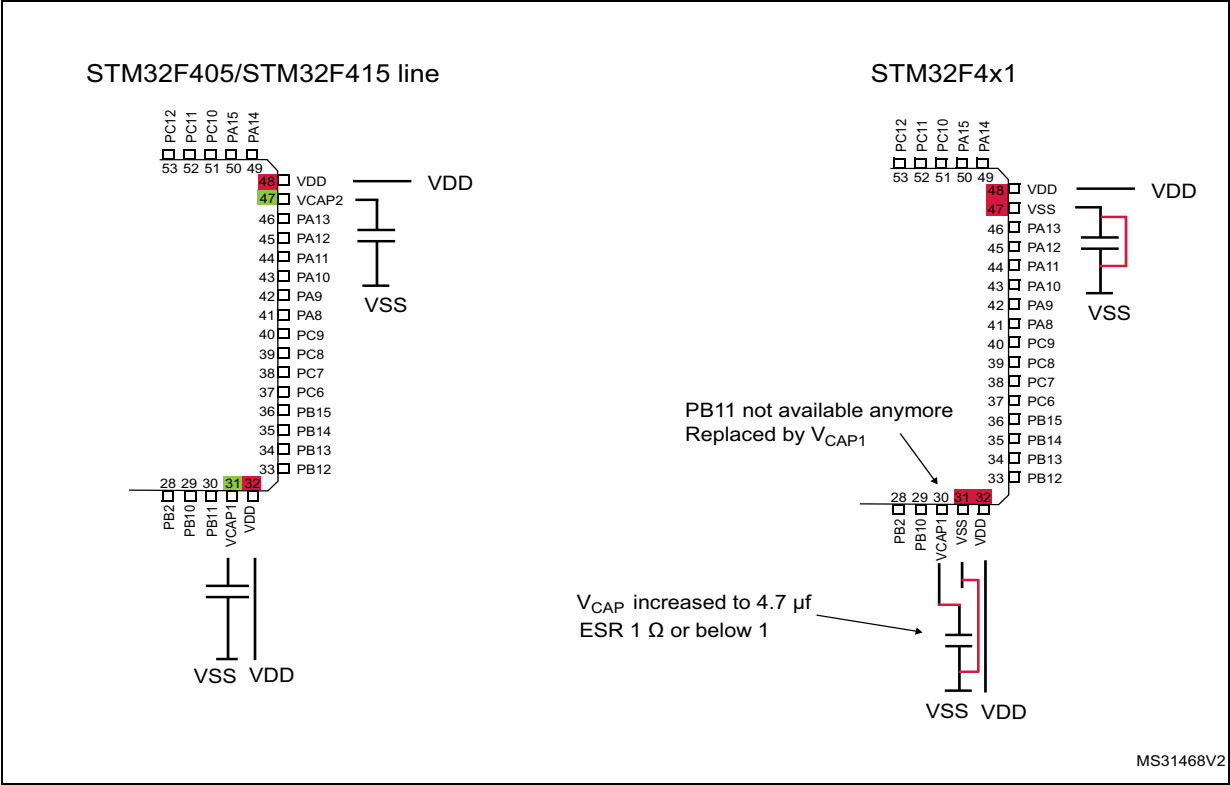 STM32F405/STM32F415 line
PC12
PC11
PC10
PA15
PA14
53 52 51 50 49
48 VDD
VDD
47 VCAP2
46 PA13
45 PA12
44 PA11
43 PA10
42 PA9
VSS
41 PA8
40 PC9
39 PC8
38 PC7
37 PC6
36 PB15
35 PB14
34 PB13
33 PB12
28 29 30 31 32
PB2
PB10
PB11
VCAP1
VDD
VSS VDD
STM32F4x1
PC12
PC11
PC10
PA15
PA14
53 52 51 50 49
48 VDD
VDD
47 VSS
46 PA13
45 PA12
44 PA11
43 PA10
42 PA9
VSS
41 PA8
40 PC9
39 PC8
38 PC7
37 PC6
36 PB15
35 PB14
34 PB13
33 PB12
PB11 not available anymore
Replaced by VCAP1
28 29 30 31 32
PB2
PB10
VCAP1
VSS
VDD
VCAP increased to 4.7 µf
ESR 1 Ω or below 1
VSS VDD
MS31468V2